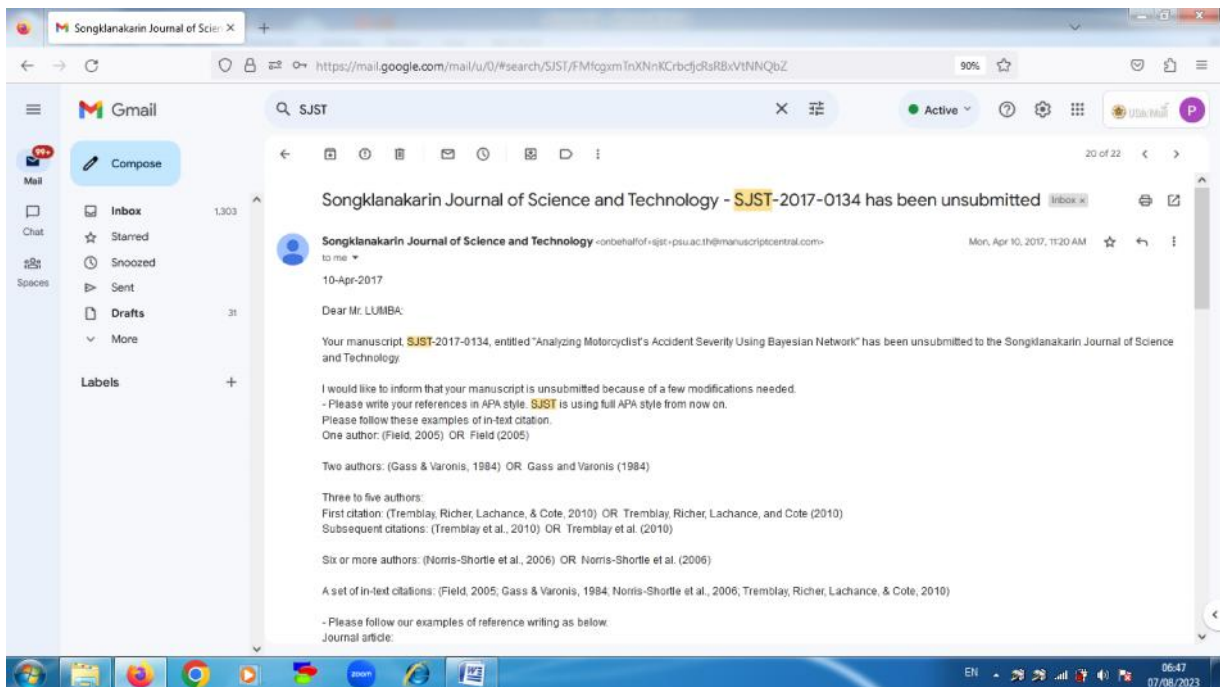 Songklanakarin Journal of Scien ×
https://mail.google.com/mail/u/0/#search/SJST/FMfcgxmTnXNnKCrbcfjcRsRBxVtNNQbZ
90%
Gmail
SJST
Active
P
99+
Mail
Compose
20 of 22
Chat
Spaces
Inbox 1,303
Starred
Snoozed
Sent
Drafts 31
More
Labels +
Songklanakarin Journal of Science and Technology - SJST-2017-0134 has been unsubmitted Inbox ×
Songklanakarin Journal of Science and Technology <onbehalfof+sjst+psu.ac.th@manuscriptcentral.com> Mon, Apr 10, 2017, 11:20 AM
to me
10-Apr-2017
Dear Mr. LUMBA:
Your manuscript, SJST-2017-0134, entitled "Analyzing Motorcyclist's Accident Severity Using Bayesian Network" has been unsubmitted to the Songklanakarin Journal of Science
and Technology.
I would like to inform that your manuscript is unsubmitted because of a few modifications needed.
- Please write your references in APA style. SJST is using full APA style from now on.
Please follow these examples of in-text citation.
One author: (Field, 2005) OR Field (2005)
Two authors: (Gass & Varonis, 1984) OR Gass and Varonis (1984)
Three to five authors:
First citation: (Tremblay, Richer, Lachance, & Cote, 2010) OR Tremblay, Richer, Lachance, and Cote (2010)
Subsequent citations: (Tremblay et al., 2010) OR Tremblay et al. (2010)
Six or more authors: (Norris-Shortle et al., 2006) OR Norris-Shortle et al. (2006)
A set of in-text citations: (Field, 2005; Gass & Varonis, 1984; Norris-Shortle et al., 2006; Tremblay, Richer, Lachance, & Cote, 2010)
- Please follow our examples of reference writing as below.
Journal article:
zoom
EN
06:47
07/08/2023